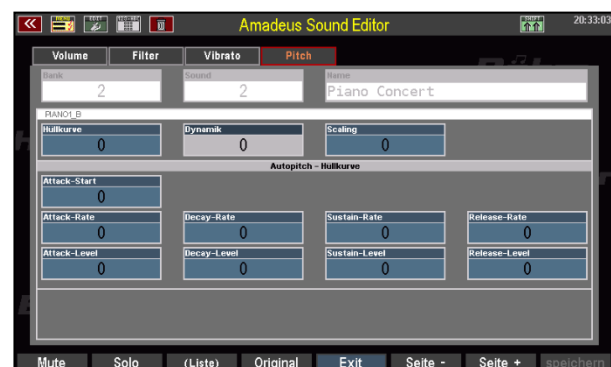 Amadeus Sound Editor 20:33:03
Volume Filter Vibrato Pitch
Bank Sound Name
2 2 Piano Concert
PIANO1_B
Hüllkurve Dynamik Scaling
0 0 0
Autopitch - Hüllkurve
Attack-Start
0
Attack-Rate Decay-Rate Sustain-Rate Release-Rate
0 0 0 0
Attack-Level Decay-Level Sustain-Level Release-Level
0 0 0 0
Mute Solo (Liste) Original Exit Seite - Seite + speichern